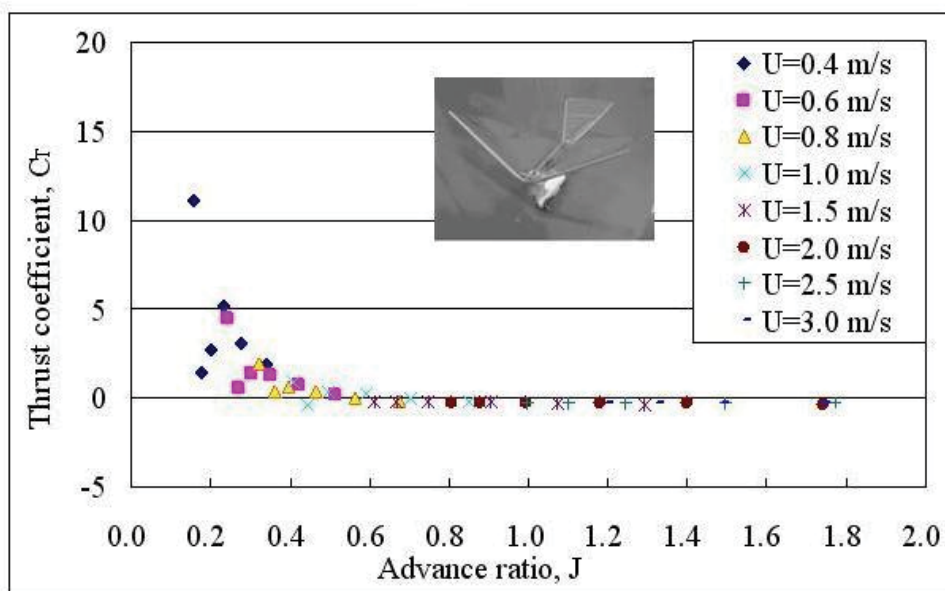 20
15
10
5
0
-5
Thrust coefficient, CT
0.0 0.2 0.4 0.6 0.8 1.0 1.2 1.4 1.6 1.8 2.0
Advance ratio, J
U=0.4 m/s
U=0.6 m/s
U=0.8 m/s
U=1.0 m/s
U=1.5 m/s
U=2.0 m/s
U=2.5 m/s
U=3.0 m/s